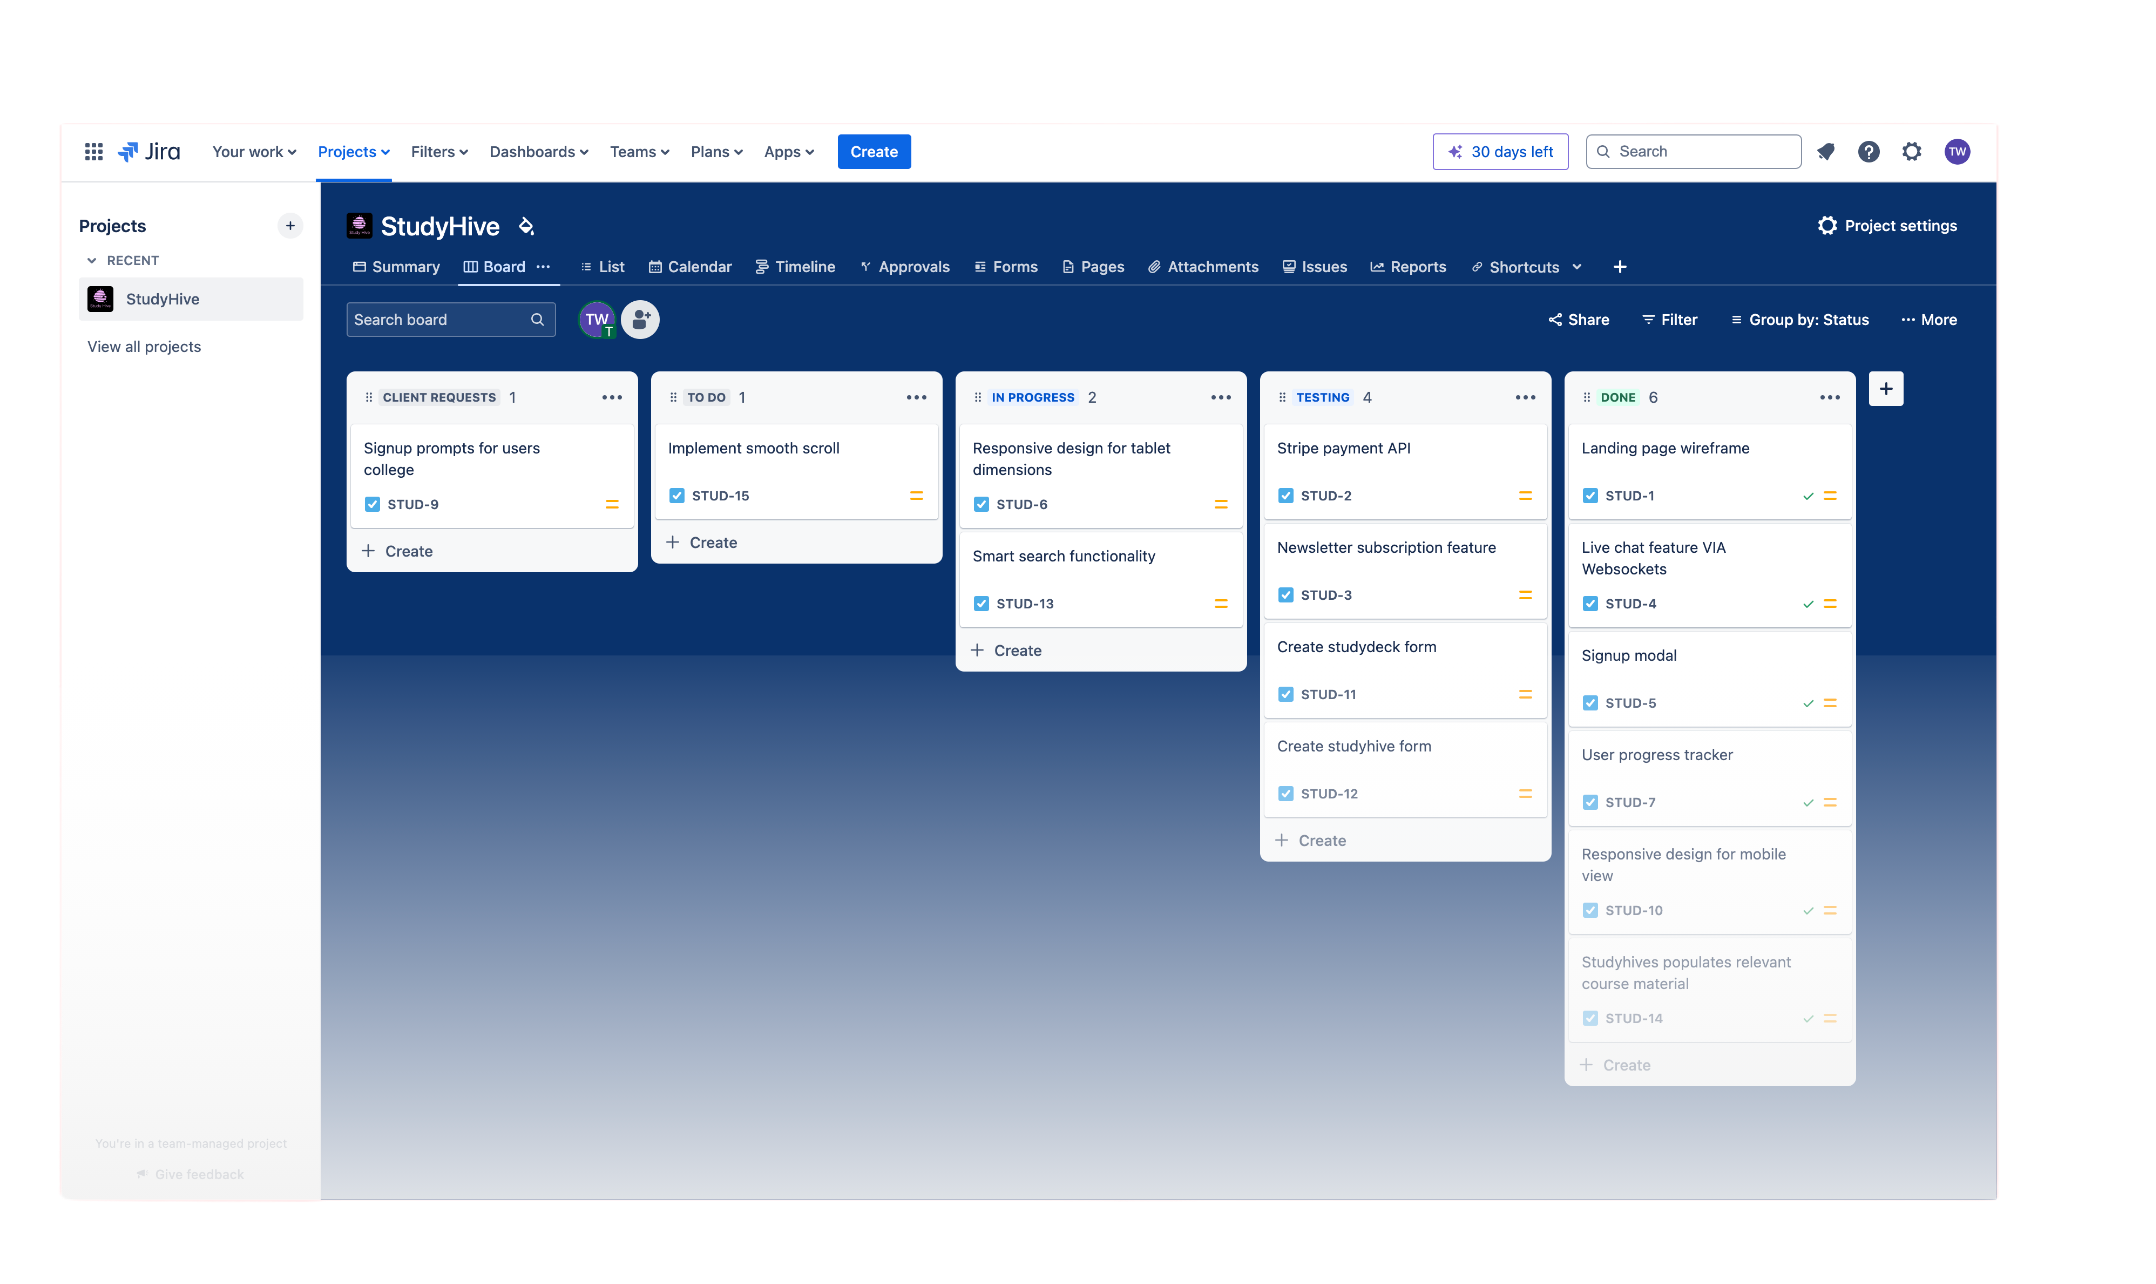 Jira
Your work
Projects
Filters
Dashboards
Teams
Plans
Apps
Create
30 days left
Search
TW
Projects
RECENT
StudyHive
View all projects
You're in a team-managed project
Give feedback
StudyHive
Project settings
Summary
Board
List
Calendar
Timeline
Approvals
Forms
Pages
Attachments
Issues
Reports
Shortcuts
Search board
TW
T
Share
Filter
Group by: Status
More
CLIENT REQUESTS 1
Signup prompts for users
college
STUD-9
Create
TO DO 1
Implement smooth scroll
STUD-15
Create
IN PROGRESS 2
Responsive design for tablet
dimensions
STUD-6
Smart search functionality
STUD-13
Create
TESTING 4
Stripe payment API
STUD-2
Newsletter subscription feature
STUD-3
Create studydeck form
STUD-11
Create studyhive form
STUD-12
Create
DONE 6
Landing page wireframe
STUD-1
Live chat feature VIA
Websockets
STUD-4
Signup modal
STUD-5
User progress tracker
STUD-7
Responsive design for mobile
view
STUD-10
Studyhives populates relevant
course material
STUD-14
Create